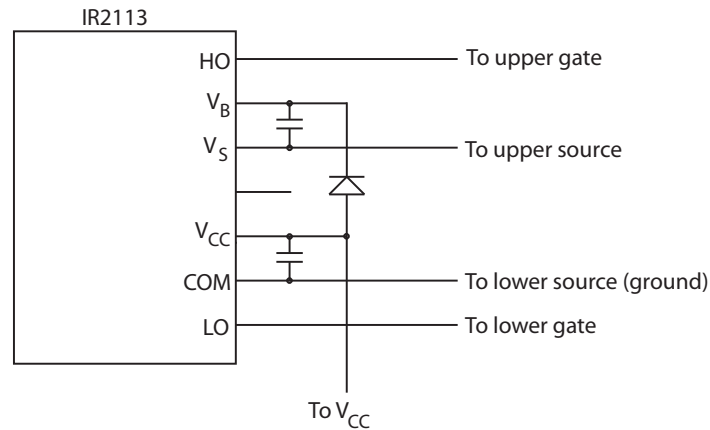 IR2113
HO
To upper gate
VB
VS
To upper source
VCC
COM
To lower source (ground)
LO
To lower gate
To VCC